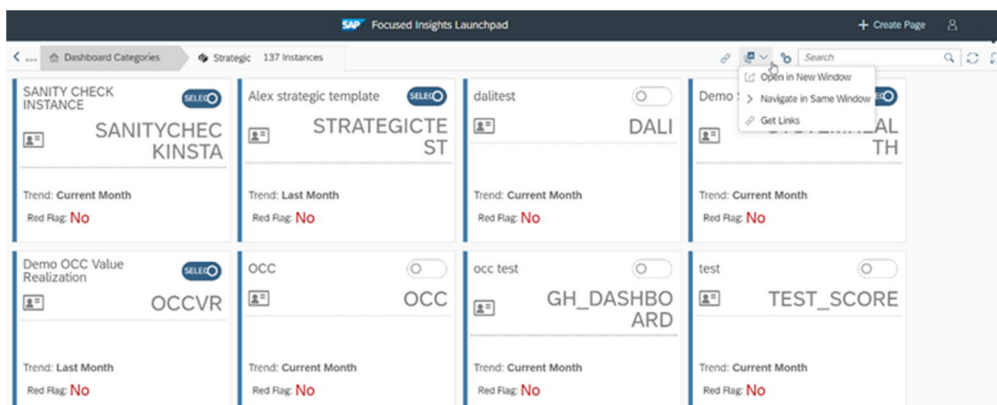 SAP Focused Insights Launchpad
+ Create Page
... Dashboard Categories Strategic 137 Instances
Search
Open in New Window
Navigate in Same Window
Get Links
SANITY CHECK
INSTANCE
SELEC
SANITYCHEC
KINSTA
Trend: Current Month
Red Flag: No
Alex strategic template
SELEC
STRATEGICTE
ST
Trend: Last Month
Red Flag: No
dalitest
DALI
Trend: Current Month
Red Flag: No
Demo
TH
Trend: Current Month
Red Flag: No
Demo OCC Value
Realization
SELEC
OCCVR
Trend: Last Month
Red Flag: No
OCC
OCC
Trend: Current Month
Red Flag: No
occ test
GH_DASHBO
ARD
Trend: Current Month
Red Flag: No
test
TEST_SCORE
Trend: Current Month
Red Flag: No